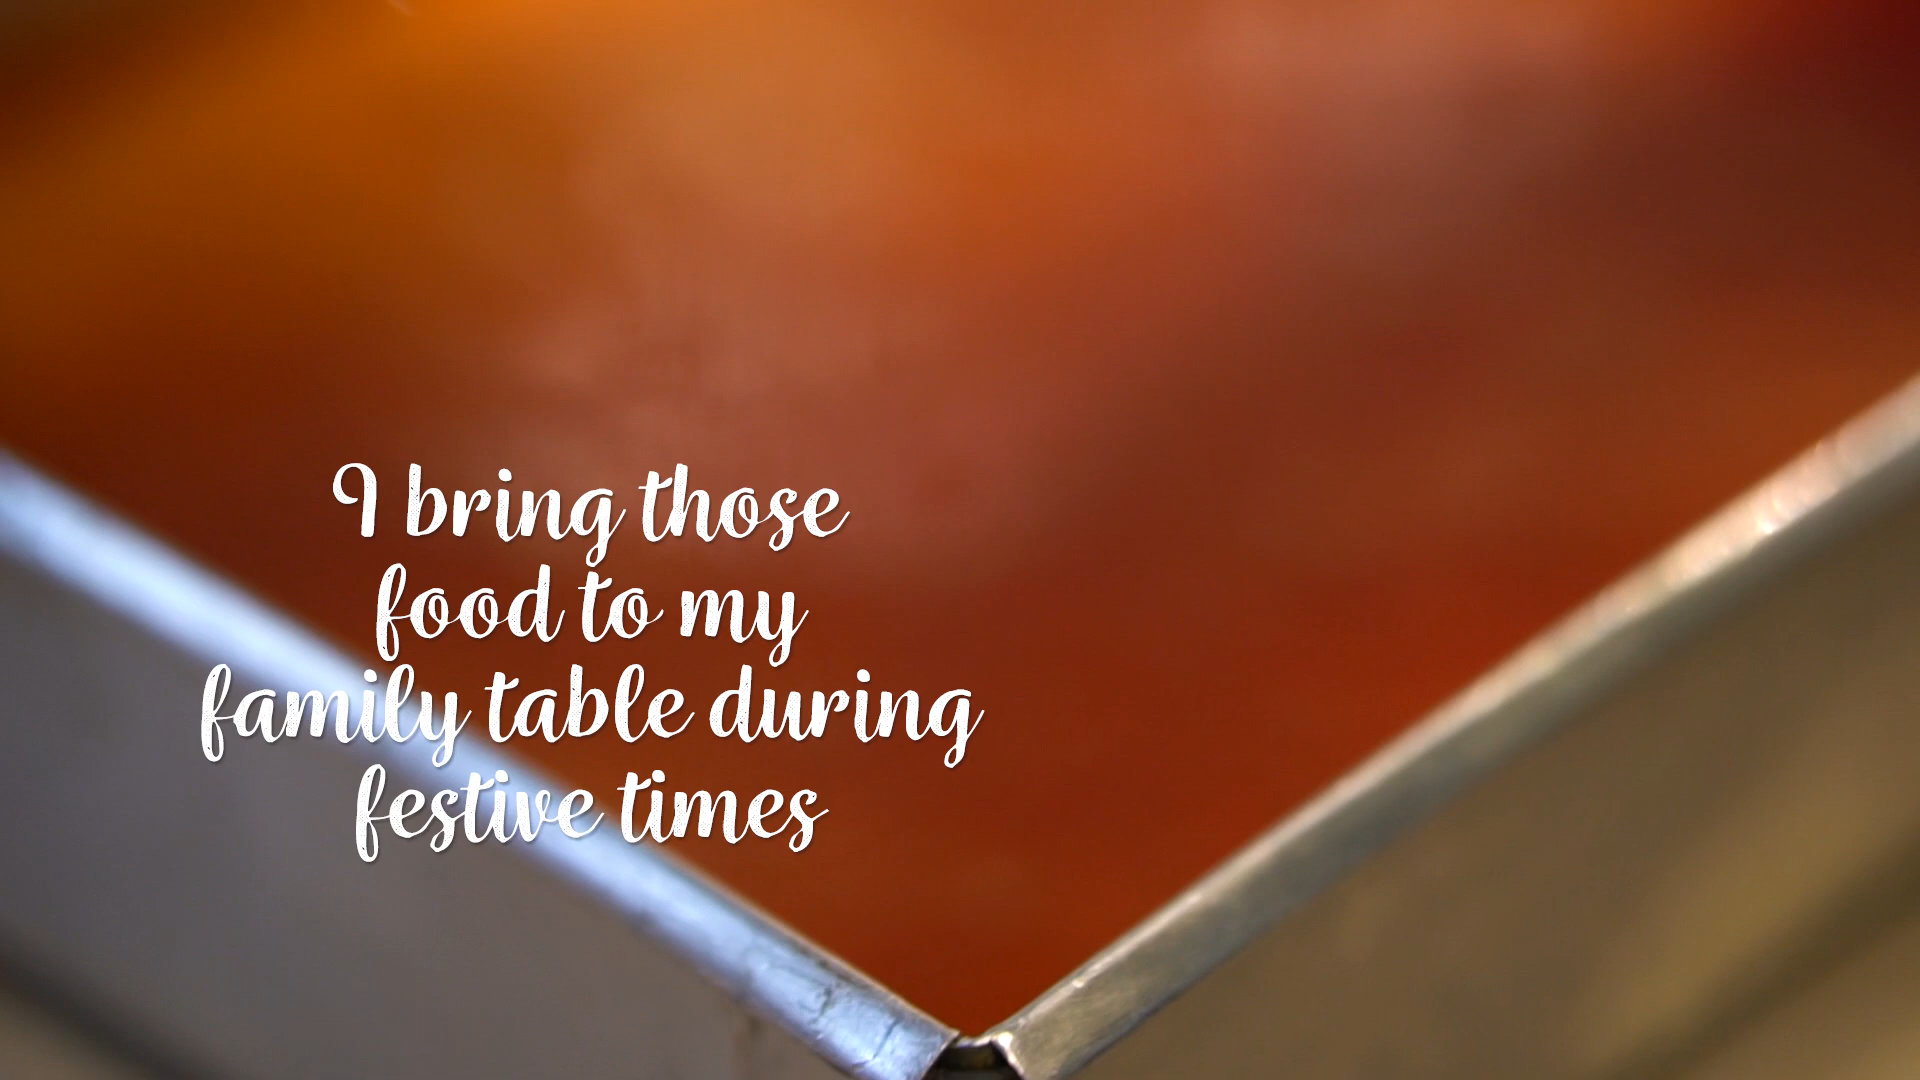 I bring those
food to my
family table during
festive times